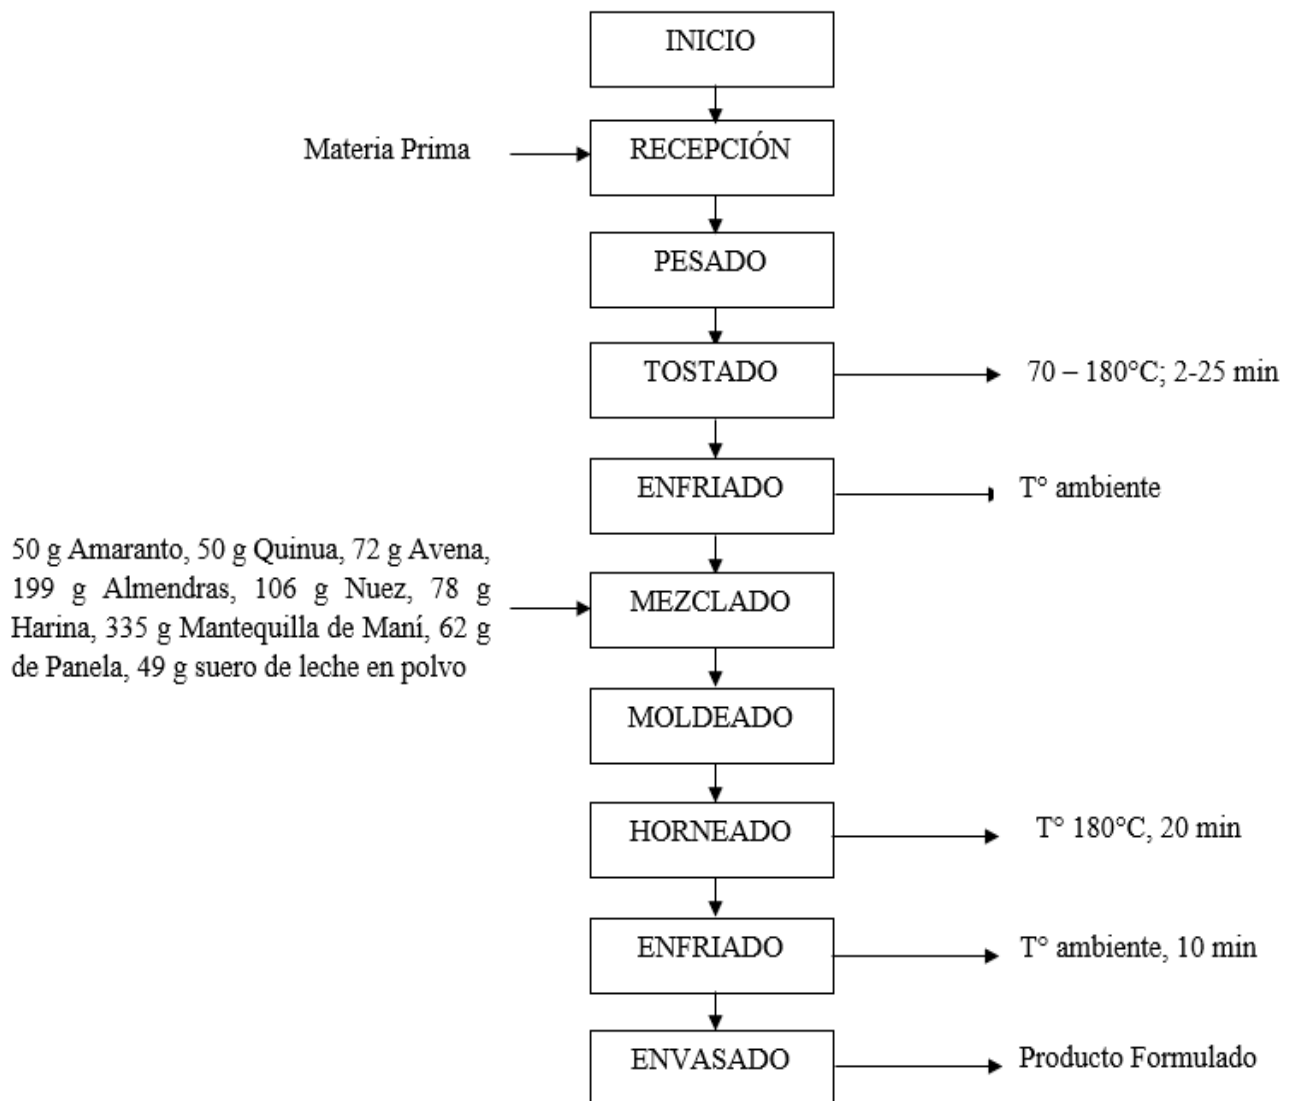 INICIO
Materia Prima
RECEPCIÓN
PESADO
TOSTADO
70 – 180°C; 2-25 min
ENFRIADO
T° ambiente
50 g Amaranto, 50 g Quinua, 72 g Avena,
199 g Almendras, 106 g Nuez, 78 g
Harina, 335 g Mantequilla de Maní, 62 g
de Panela, 49 g suero de leche en polvo
MEZCLADO
MOLDEADO
HORNEADO
T° 180°C, 20 min
ENFRIADO
T° ambiente, 10 min
ENVASADO
Producto Formulado